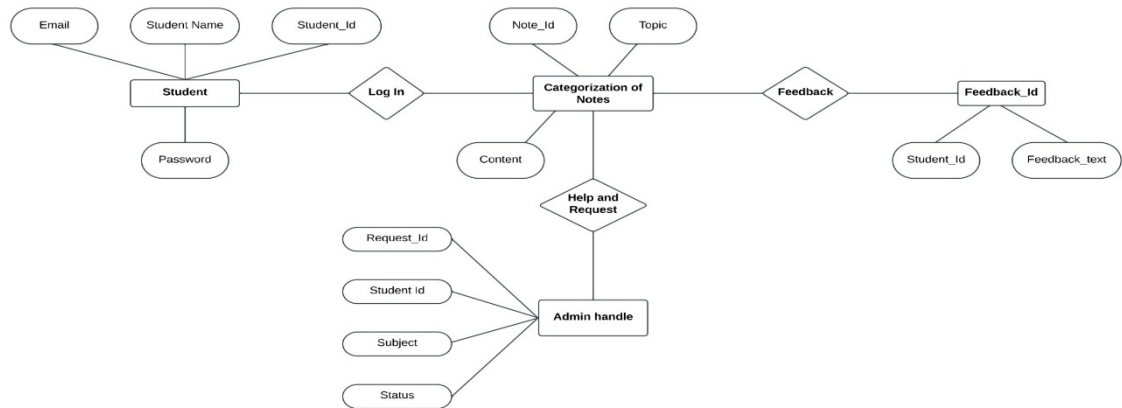 Email
Student Name
Student_Id
Note_Id
Topic
Student
Log In
Categorization of
Notes
Feedback
Feedback_Id
Password
Content
Student_Id
Feedback_text
Help and
Request
Request_Id
Student Id
Subject
Status
Admin handle